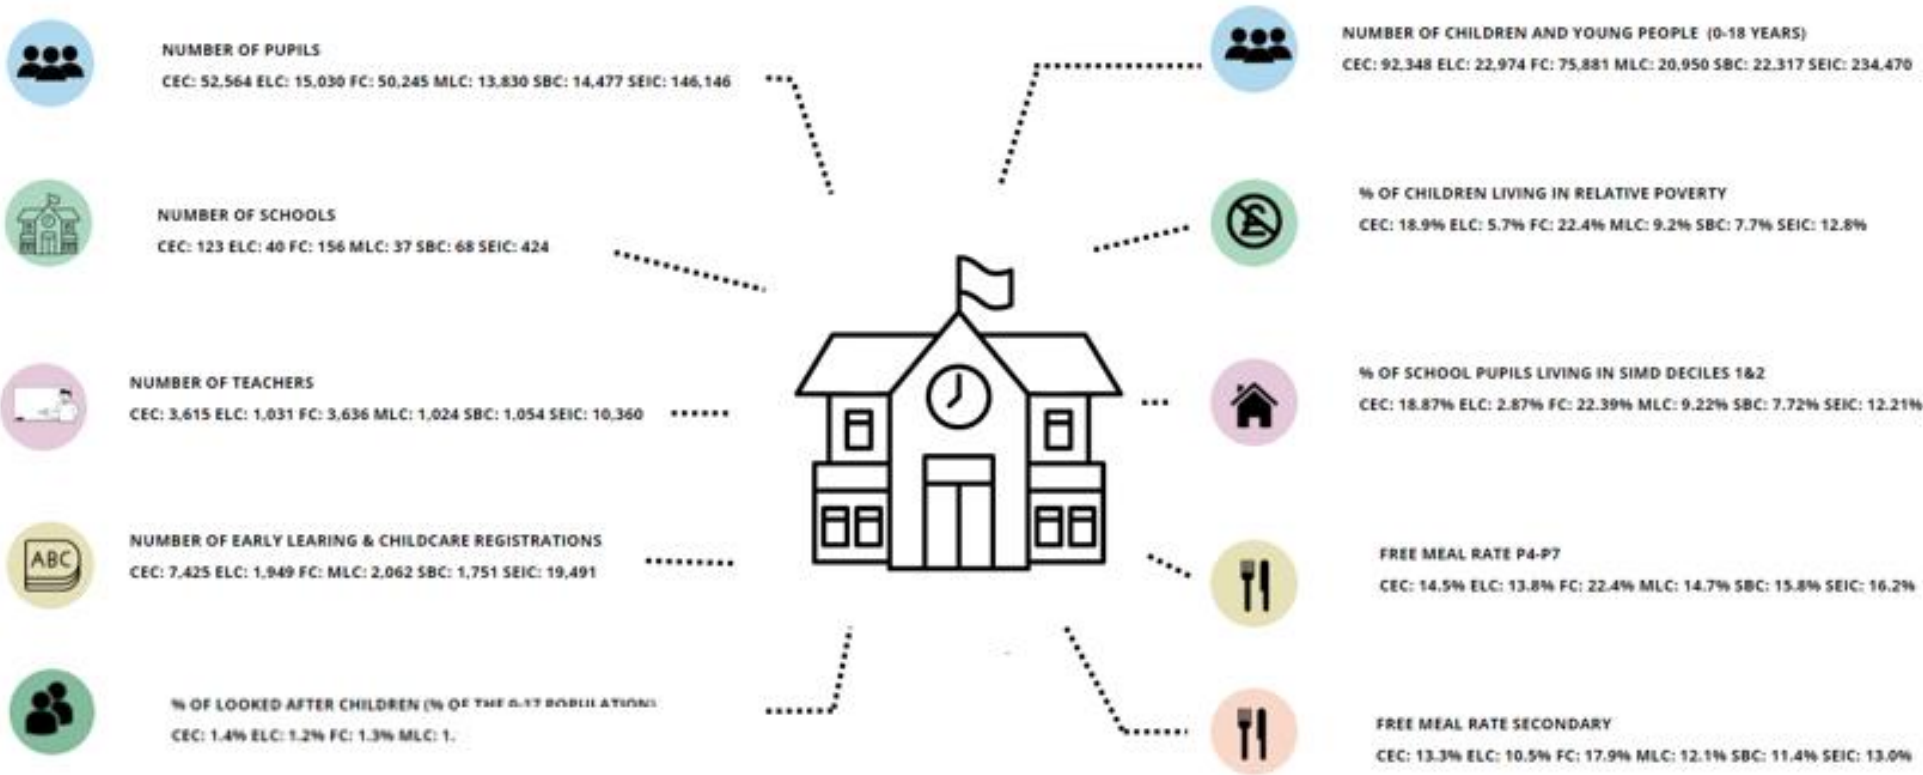 NUMBER OF PUPILS
CEC: 52,564 ELC: 15,030 FC: 50,245 MLC: 13,830 SBC: 14,477 SEIC: 146,146
NUMBER OF SCHOOLS
CEC: 123 ELC: 40 FC: 156 MLC: 37 SBC: 68 SEIC: 424
NUMBER OF TEACHERS
CEC: 3,615 ELC: 1,031 FC: 3,636 MLC: 1,024 SBC: 1,054 SEIC: 10,360
ABC
NUMBER OF EARLY LEARING & CHILDCARE REGISTRATIONS
CEC: 7,425 ELC: 1,949 FC: MLC: 2,062 SBC: 1,751 SEIC: 19,491
% OF LOOKED AFTER CHILDREN (% OF THE 0-17 POPULATION)
CEC: 1.4% ELC: 1.2% FC: 1.3% MLC: 1.
NUMBER OF CHILDREN AND YOUNG PEOPLE (0-18 YEARS)
CEC: 92,348 ELC: 22,974 FC: 75,881 MLC: 20,950 SBC: 22,317 SEIC: 234,470
% OF CHILDREN LIVING IN RELATIVE POVERTY
CEC: 18.9% ELC: 5.7% FC: 22.4% MLC: 9.2% SBC: 7.7% SEIC: 12.8%
% OF SCHOOL PUPILS LIVING IN SIMD DECILES 1&2
CEC: 18.87% ELC: 2.87% FC: 22.39% MLC: 9.22% SBC: 7.72% SEIC: 12.21%
FREE MEAL RATE P4-P7
CEC: 14.5% ELC: 13.8% FC: 22.4% MLC: 14.7% SBC: 15.8% SEIC: 16.2%
FREE MEAL RATE SECONDARY
CEC: 13.3% ELC: 10.5% FC: 17.9% MLC: 12.1% SBC: 11.4% SEIC: 13.0%